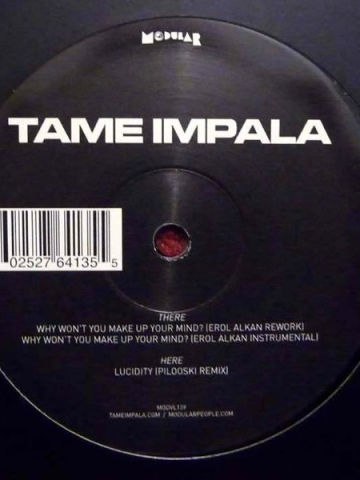 MODULAR
TAME IMPALA
02527 64135 5
THERE
WHY WON'T YOU MAKE UP YOUR MIND? (EROL ALKAN REWORK)
WHY WON'T YOU MAKE UP YOUR MIND? (EROL ALKAN INSTRUMENTAL)
HERE
LUCIDITY (PILOOSKI REMIX)
MODVL139
TAMEIMPALA.COM / MODULARPEOPLE.COM